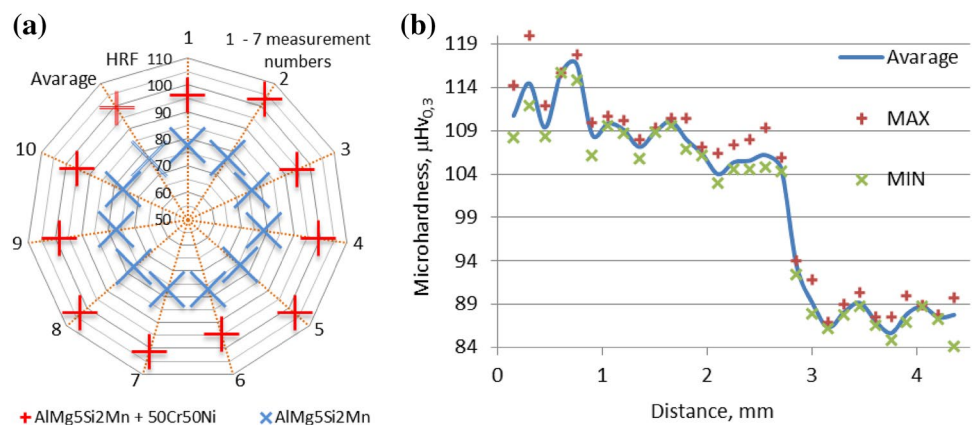 (a)
1
1 - 7 measurement
numbers
HRF
Avarage
110
100
90
80
70
60
50
2
3
4
5
6
7
8
9
10
AlMg5Si2Mn + 50Cr50Ni
AlMg5Si2Mn
(b)
Microhardness, µHv0,3
119
114
109
104
99
94
89
84
0
1
2
3
4
Distance, mm
Avarage
MAX
MIN